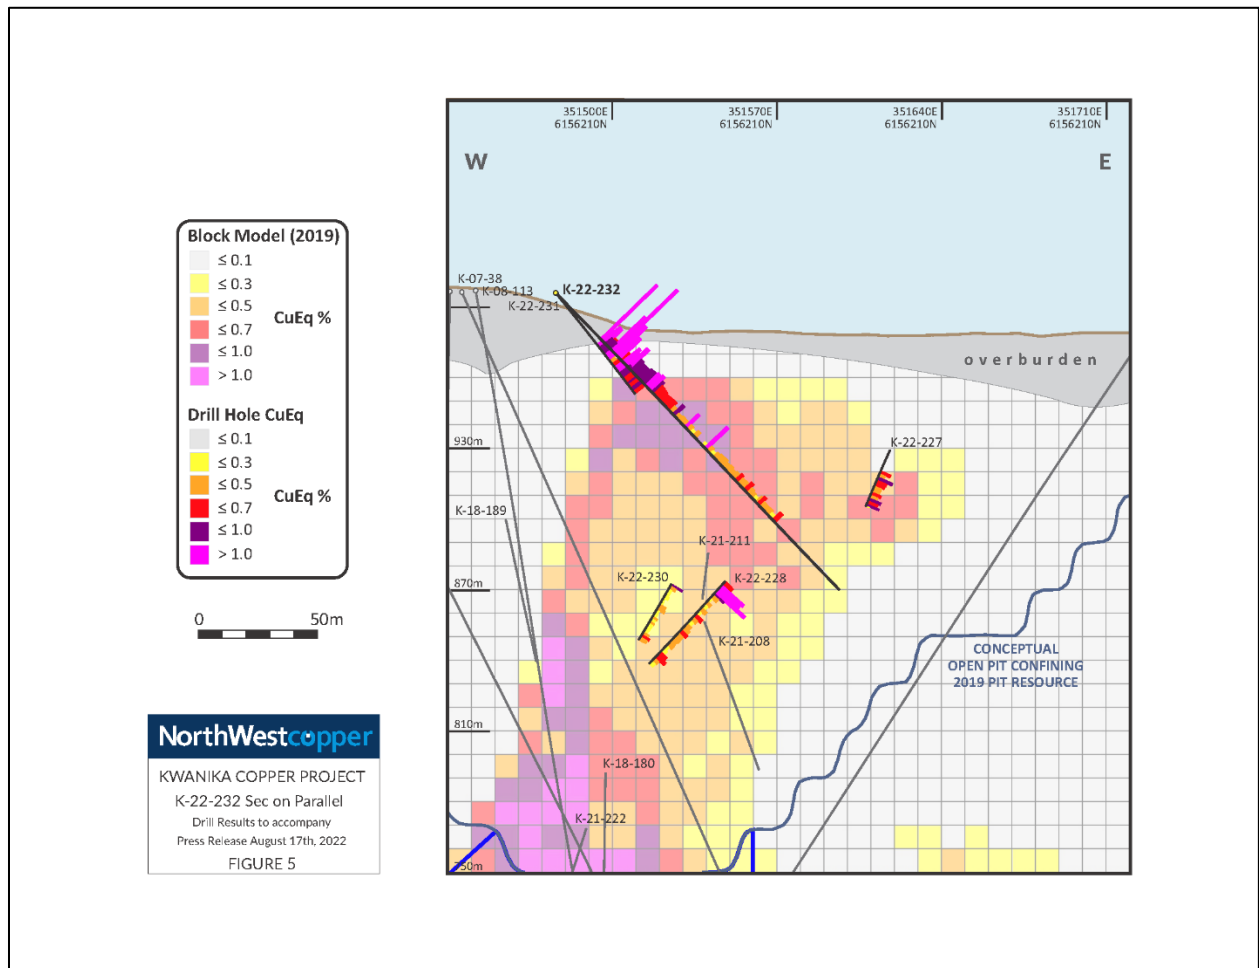 351500E
6156210N
351570E
6156210N
351640E
6156210N
351710E
6156210N
W
E
Block Model (2019)
≤ 0.1
≤ 0.3
≤ 0.5
≤ 0.7
≤ 1.0
> 1.0
CuEq %
Drill Hole CuEq
≤ 0.1
≤ 0.3
≤ 0.5
≤ 0.7
≤ 1.0
> 1.0
CuEq %
0 50m
K-07-38
K-08-113
K-22-231
K-22-232
overburden
930m
K-22-227
K-18-189
K-21-211
870m
K-22-230
K-22-228
K-21-208
CONCEPTUAL
OPEN PIT CONFINING
2019 PIT RESOURCE
810m
K-18-180
K-21-222
750m
NorthWestcopper
KWANIKA COPPER PROJECT
K-22-232 Sec on Parallel
Drill Results to accompany
Press Release August 17th, 2022
FIGURE 5